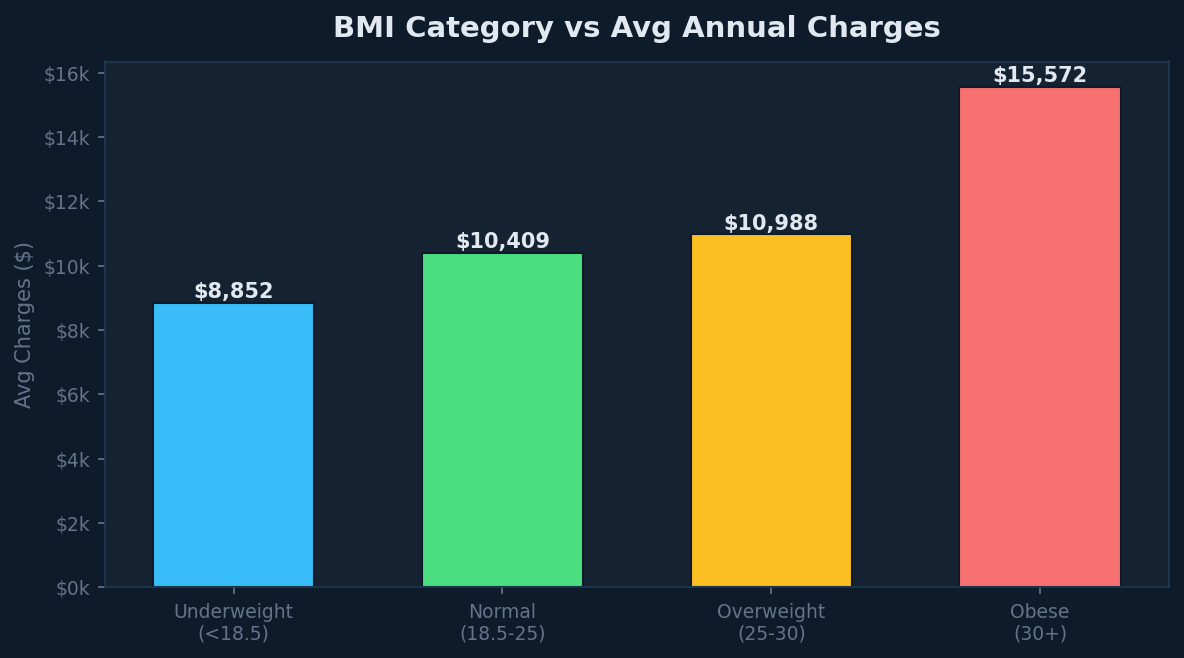 BMI Category vs Avg Annual Charges
Avg Charges ($)
$16k
$14k
$12k
$10k
$8k
$6k
$4k
$2k
$0k
$8,852
$10,409
$10,988
$15,572
Underweight
(<18.5)
Normal
(18.5-25)
Overweight
(25-30)
Obese
(30+)